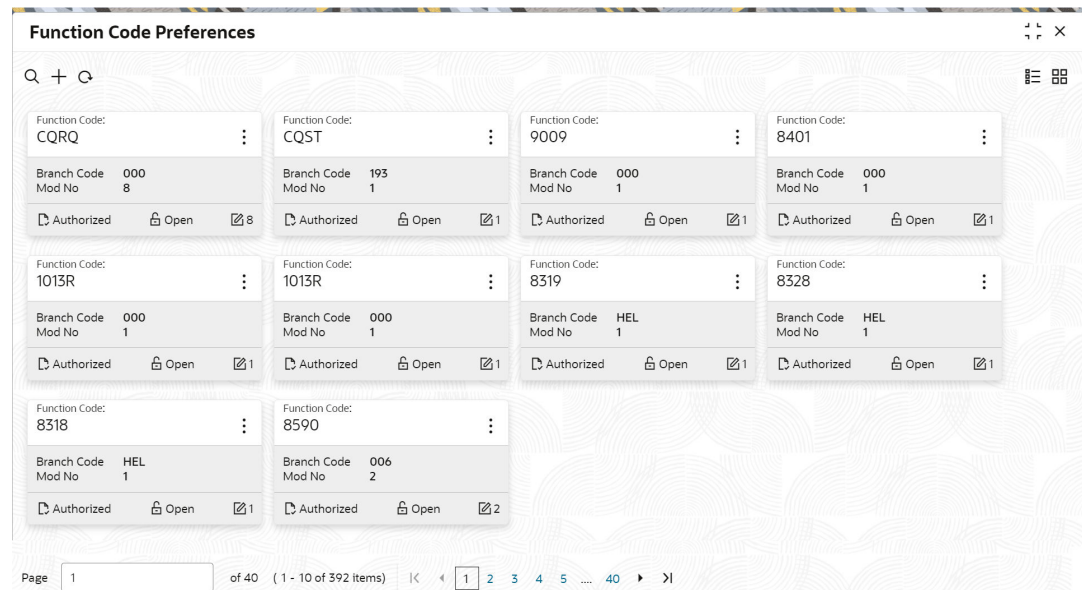 Function Code Preferences
Function Code: Function Code: Function Code: Function Code:
CQRQ CQST 9009 8401
Branch Code 000 Branch Code 193 Branch Code 000 Branch Code 000
Mod No 8 Mod No 1 Mod No 1 Mod No 1
Authorized Open 8 Authorized Open 1 Authorized Open 1 Authorized Open 1
Function Code: Function Code: Function Code: Function Code:
1013R 1013R 8319 8328
Branch Code 000 Branch Code 000 Branch Code HEL Branch Code HEL
Mod No 1 Mod No 1 Mod No 1 Mod No 1
Authorized Open 1 Authorized Open 1 Authorized Open 1 Authorized Open 1
Function Code: Function Code:
8318 8590
Branch Code HEL Branch Code 006
Mod No 1 Mod No 2
Authorized Open 1 Authorized Open 2
Page 1 of 40 ( 1 - 10 of 392 items) 1 2 3 4 5 .... 40